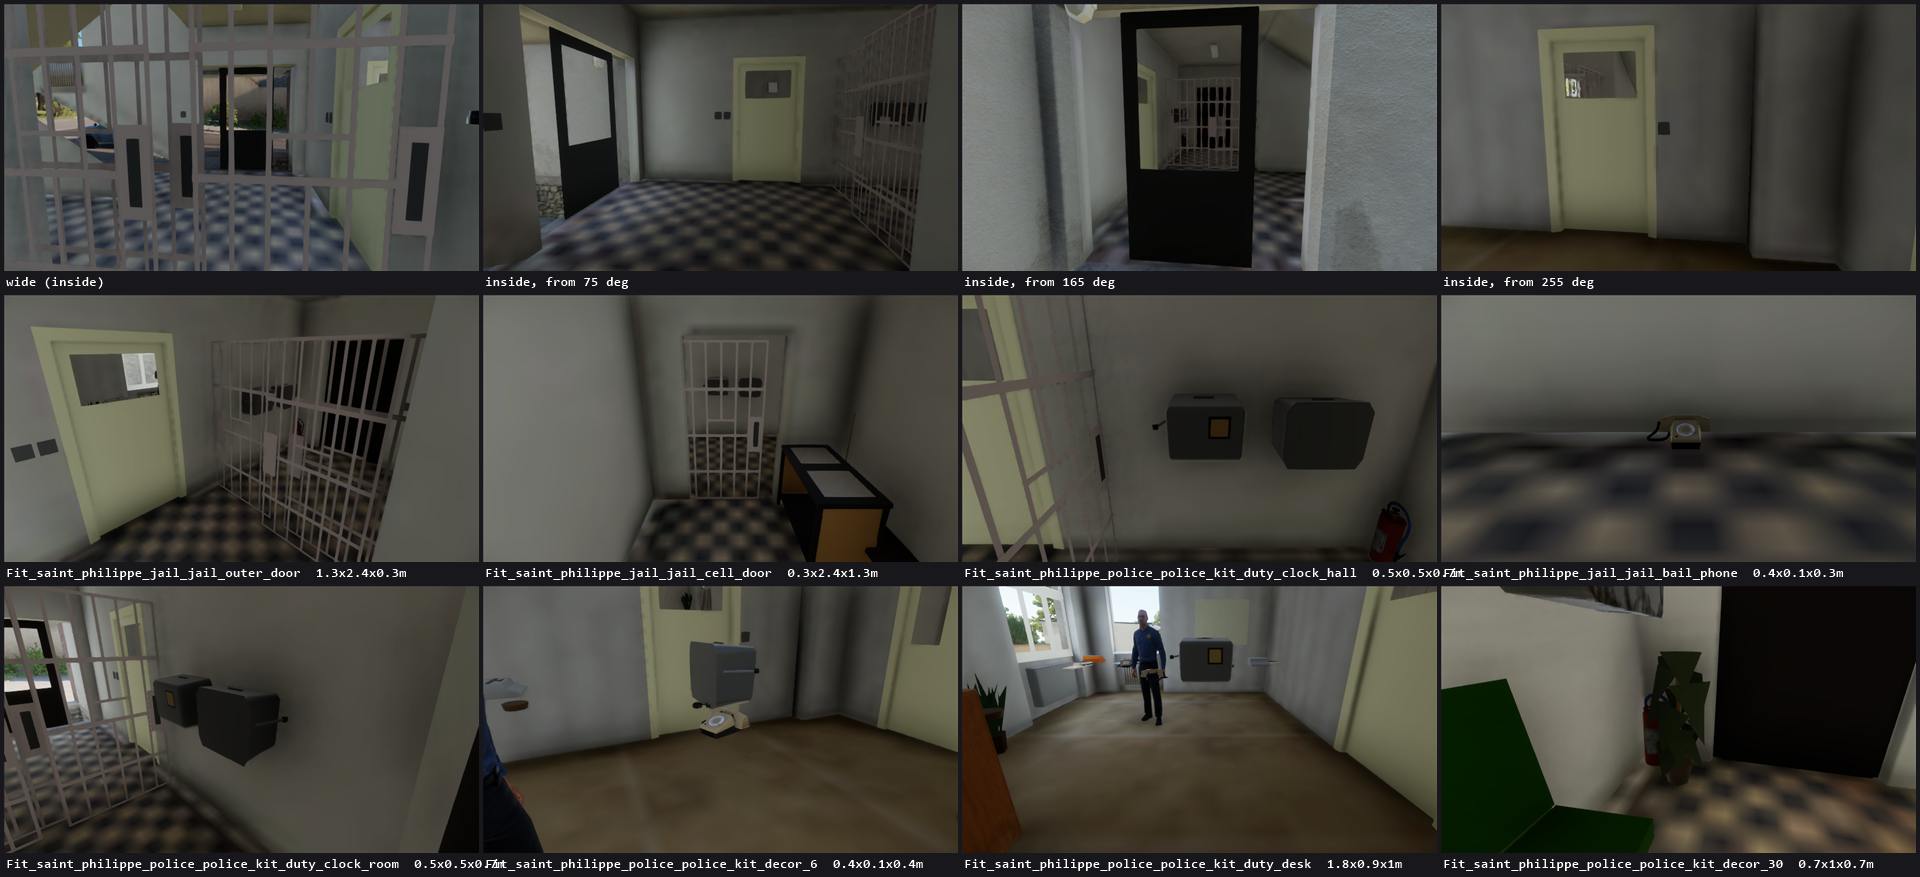 wide (inside)
inside, from 75 deg
inside, from 165 deg
inside, from 255 deg
Fit_saint_philippe_jail_jail_outer_door 1.3x2.4x0.3m
Fit_saint_philippe_jail_jail_cell_door 0.3x2.4x1.3m
Fit_saint_philippe_police_police_kit_duty_clock_hall 0.5x0.5x0.7m
Fit_saint_philippe_jail_jail_bail_phone 0.4x0.1x0.3m
Fit_saint_philippe_police_police_kit_duty_clock_room 0.5x0.5x0.7m
Fit_saint_philippe_police_police_kit_decor_6 0.4x0.1x0.4m
Fit_saint_philippe_police_police_kit_duty_desk 1.8x0.9x1m
Fit_saint_philippe_police_police_kit_decor_30 0.7x1x0.7m